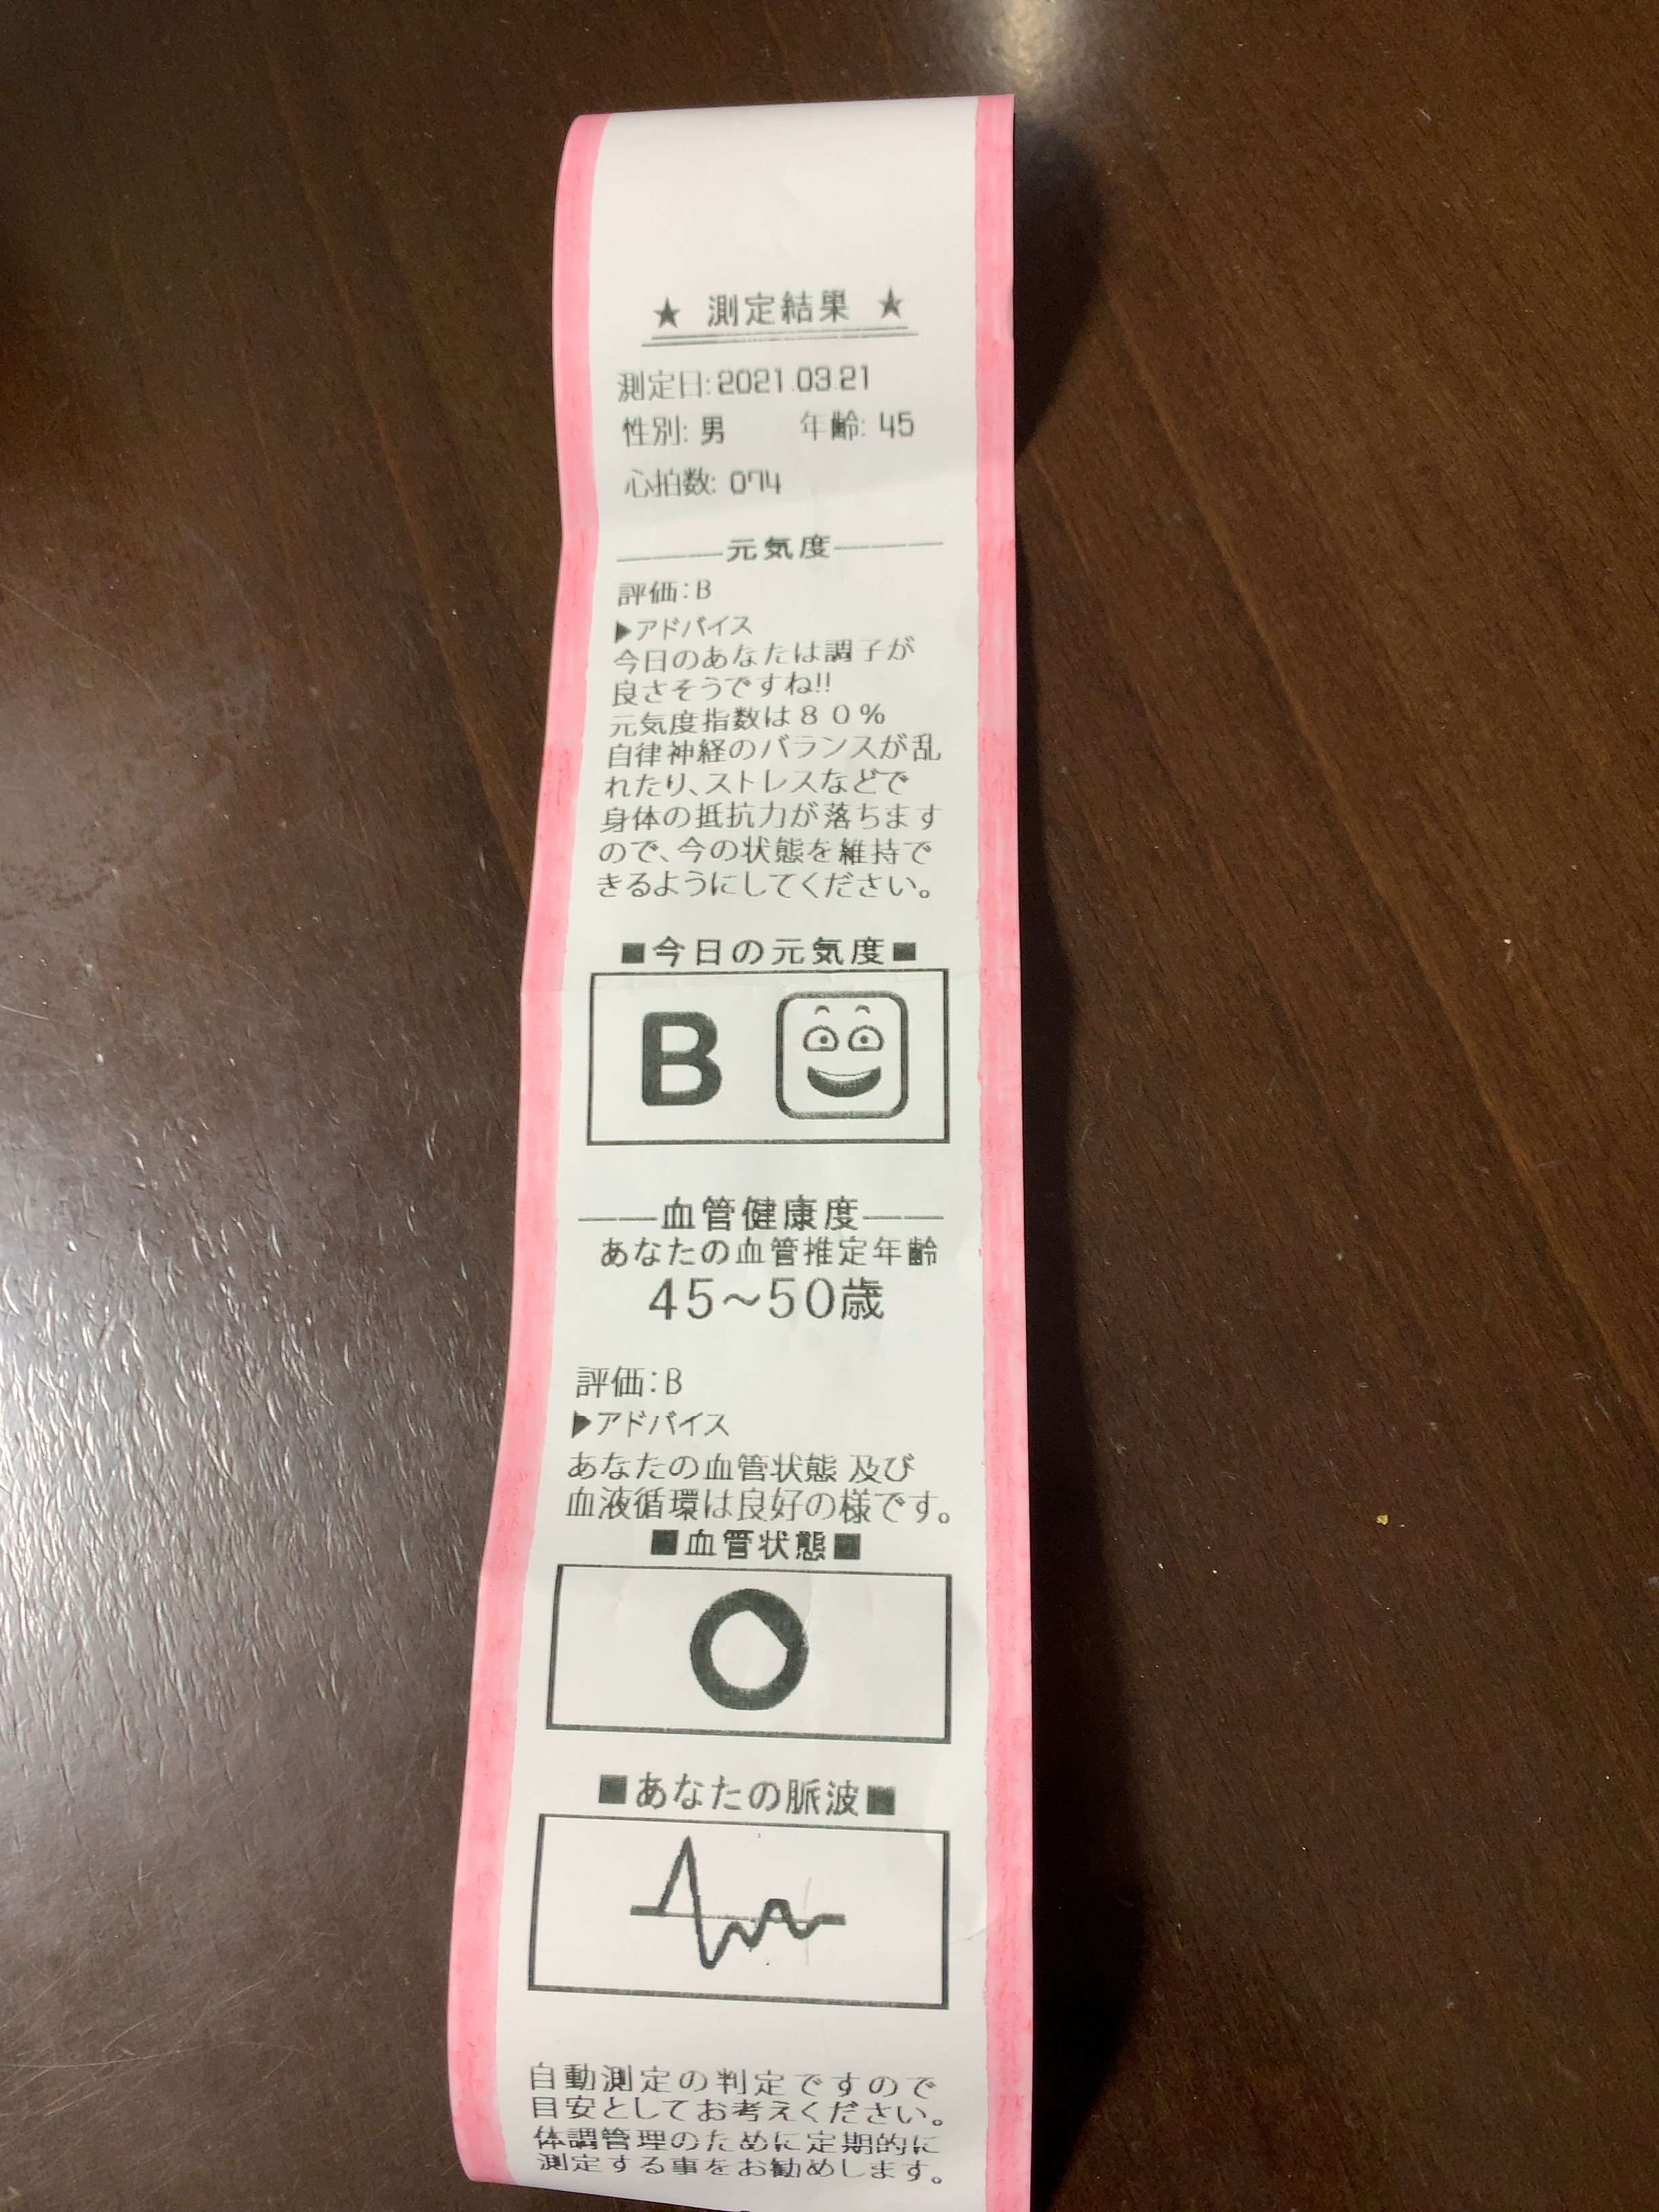 ★ 測定結果 ★
測定日:2021.03.21
性別: 男 年齢: 45
心拍数: 074
元気度
評価:B
▶アドバイス
今日のあなたは調子が
良さそうですね!!
元気度指数は80%
自律神経のバランスが乱
れたり、ストレスなどで
身体の抵抗力が落ちます
ので、今の状態を維持で
きるようにしてください。
■今日の元気度■
B
血管健康度
あなたの血管推定年齢
45~50歳
評価:B
▶アドバイス
あなたの血管状態 及び
血液循環は良好の様です。
■血管状態■
■あなたの脈波■
自動測定の判定ですので
目安としてお考えください。
体調管理のために定期的に
測定する事をお勧めします。